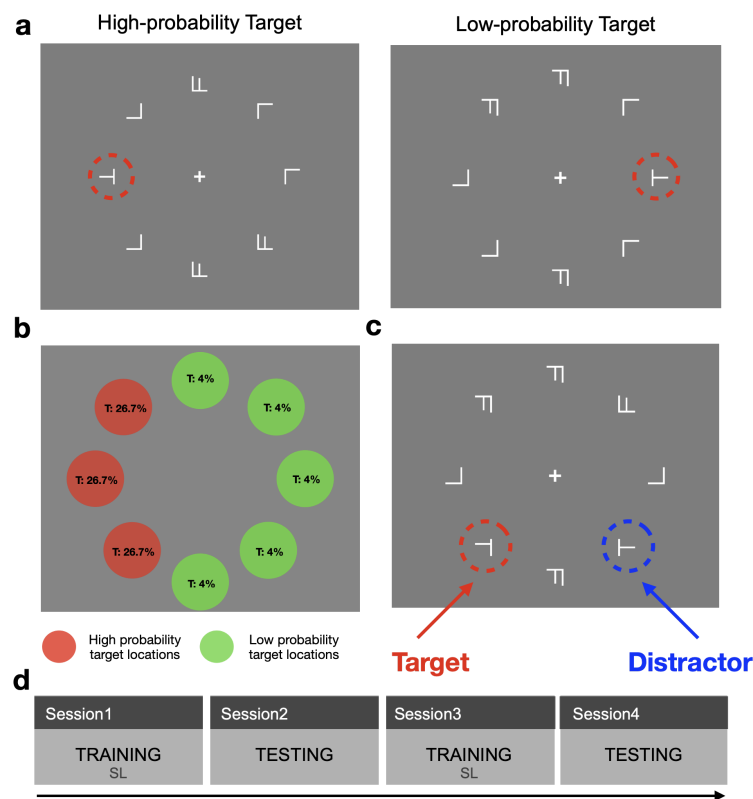 a
High-probability Target
Low-probability Target
b
T: 4%
T: 26.7%
T: 4%
T: 26.7%
T: 4%
T: 26.7%
T: 4%
T: 4%
High probability
target locations
Low probability
target locations
c
Target
Distractor
d
Session1
Session2
Session3
Session4
TRAINING
SL
TESTING
TRAINING
SL
TESTING